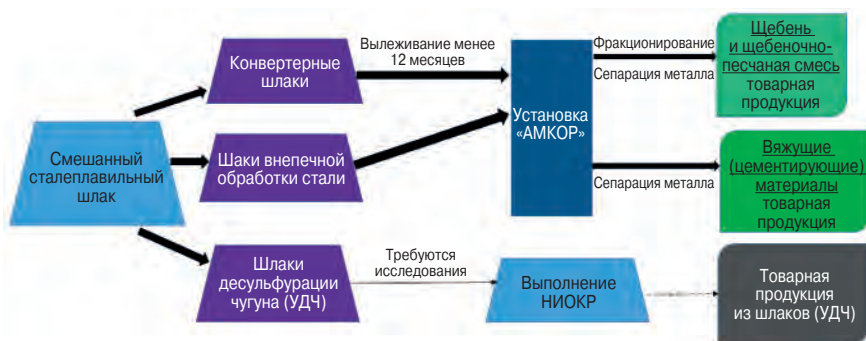 Смешанный
сталеплавильный
шлак
Конвертерные
шлаки
Шаки внепечной
обработки стали
Шлаки
десульфурации
чугуна (УДЧ)
Вылеживание менее
12 месяцев
Требуются
исследования
Установка
«АМКОР»
Выполнение
НИОКР
Фракционирование
Сепарация металла
Сепарация металла
Щебень
и щебеночно-
песчаная смесь
товарная
продукция
Вяжущие
(цементирующие)
материалы
товарная
продукция
Товарная
продукция
из шлаков (УДЧ)